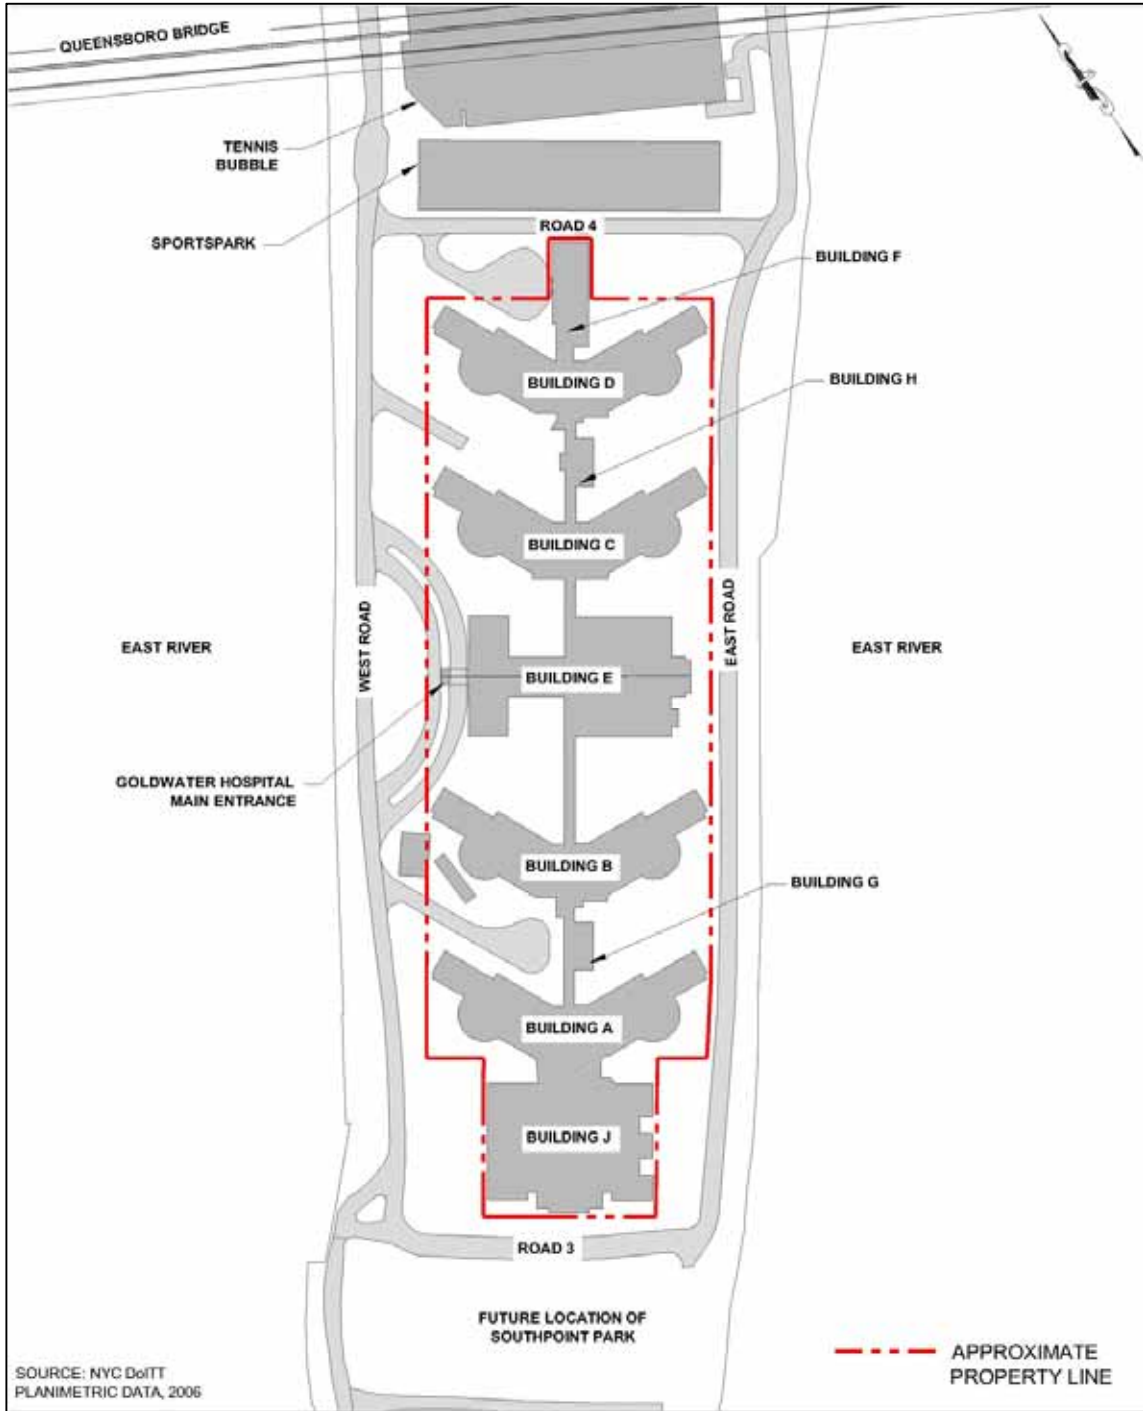 QUEENSBORO BRIDGE
TENNIS
BUBBLE
SPORTSPARK
ROAD 4
BUILDING F
BUILDING D
BUILDING H
BUILDING C
EAST RIVER
WEST ROAD
BUILDING E
EAST ROAD
EAST RIVER
GOLDWATER HOSPITAL
MAIN ENTRANCE
BUILDING B
BUILDING G
BUILDING A
BUILDING J
ROAD 3
FUTURE LOCATION OF
SOUTHPOINT PARK
APPROXIMATE
PROPERTY LINE
SOURCE: NYC DoITT
PLANIMETRIC DATA, 2006